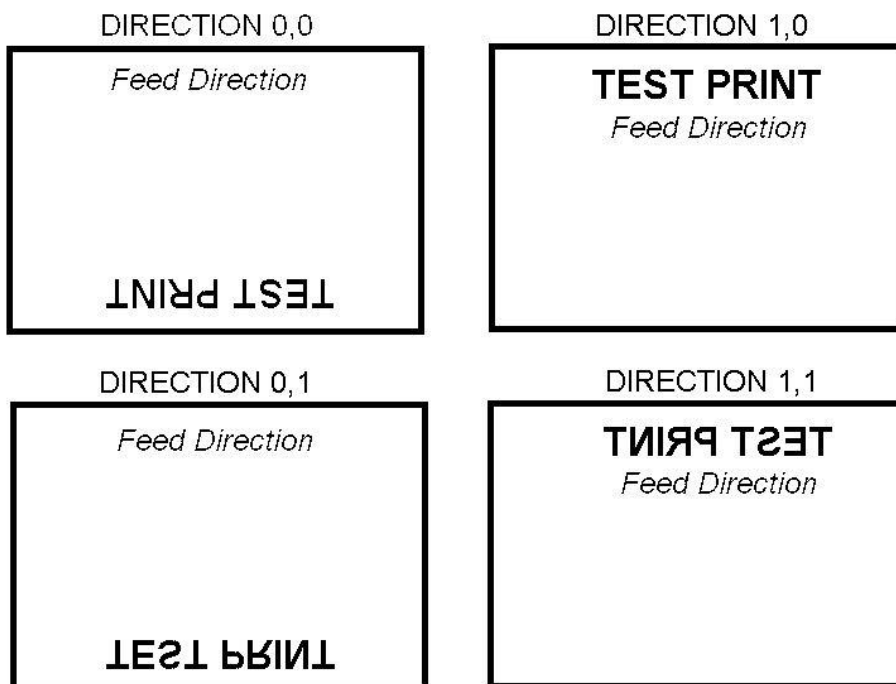 DIRECTION 0,0
DIRECTION 1,0
Feed Direction
TEST PRINT
TEST PRINT
Feed Direction
DIRECTION 0,1
DIRECTION 1,1
Feed Direction
TEST PRINT
TEST PRINT
Feed Direction